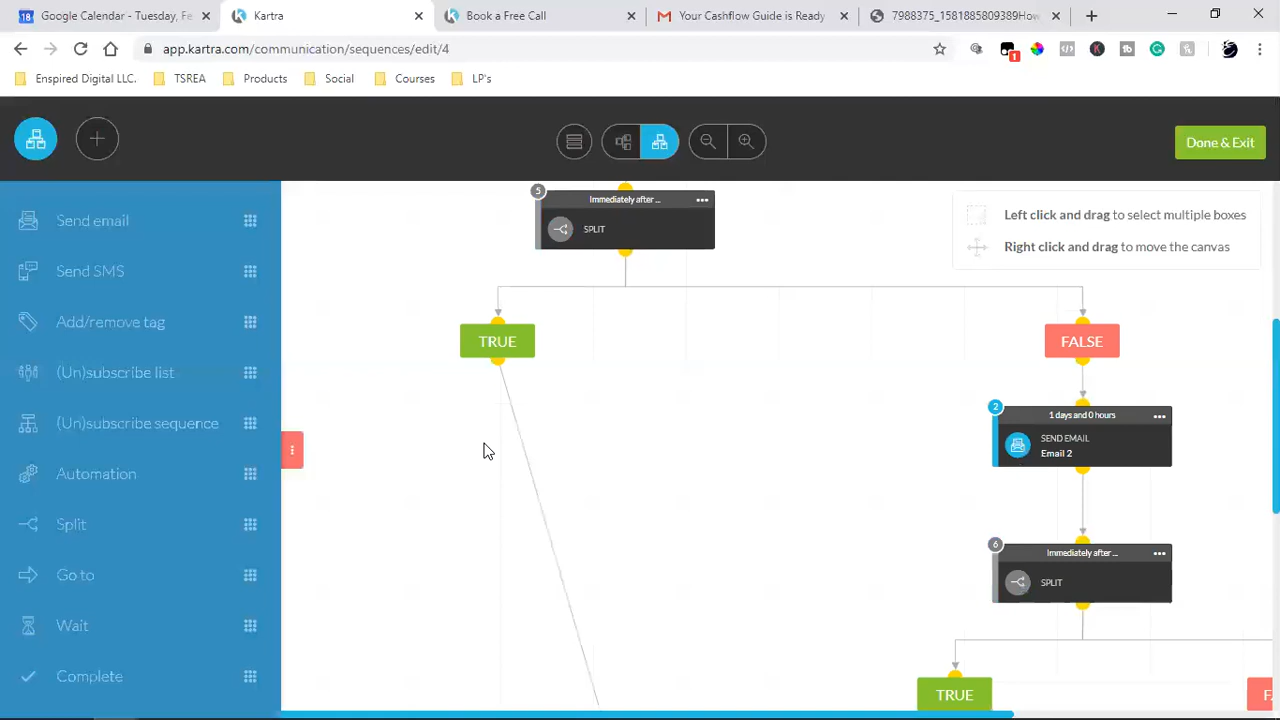 18 Google Calendar - Tuesday, Fe
Kartra
Book a Free Call
Your Cashflow Guide is Ready
7988375_1581885809389How
app.kartra.com/communication/sequences/edit/4
1
Enspired Digital LLC.
TSREA
Products
Social
Courses
LP's
Done & Exit
Send email
Send SMS
Add/remove tag
(Un)subscribe list
(Un)subscribe sequence
Automation
Split
Go to
Wait
Complete
Left click and drag to select multiple boxes
Right click and drag to move the canvas
5
Immediately after ...
SPLIT
TRUE
FALSE
2
1 days and 0 hours
SEND EMAIL
Email 2
6
Immediately after ...
SPLIT
TRUE